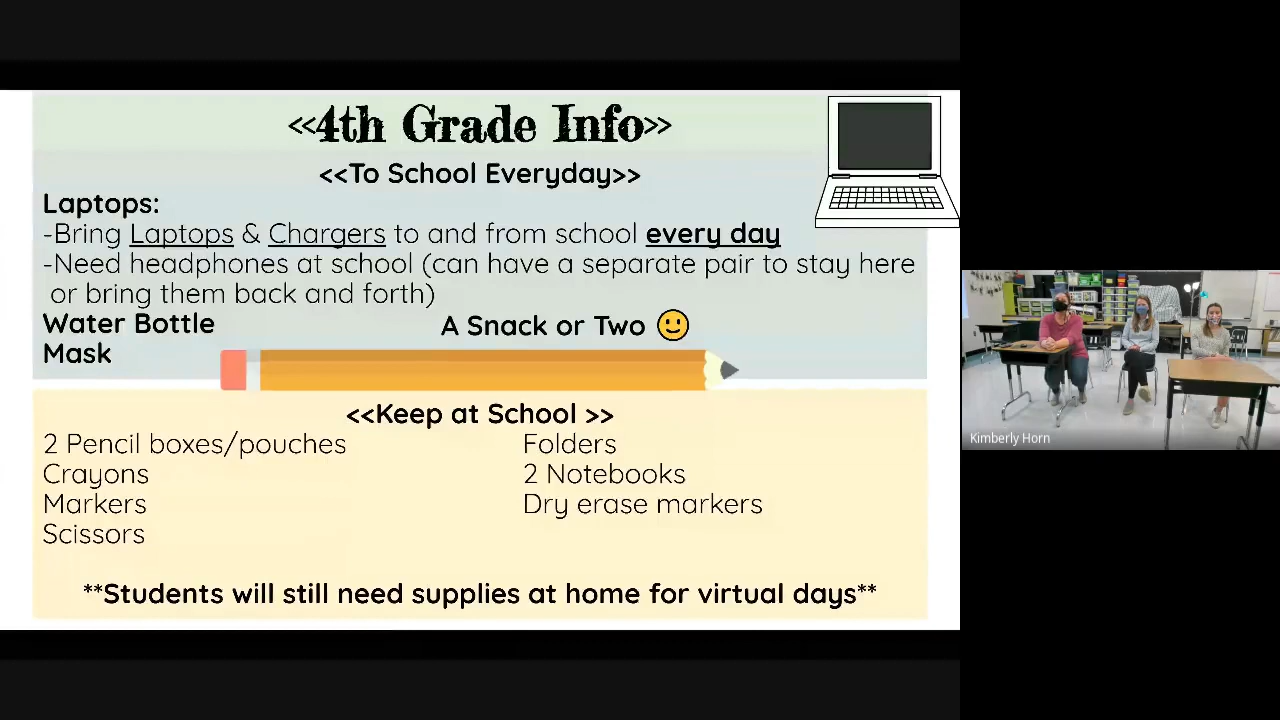 <<4th Grade Info>>
<<To School Everyday>>
Laptops:
-Bring Laptops & Chargers to and from school every day
-Need headphones at school (can have a separate pair to stay here
or bring them back and forth)
Water Bottle
A Snack or Two 🙂
Mask
<<Keep at School >>
2 Pencil boxes/pouches
Crayons
Markers
Scissors
Folders
2 Notebooks
Dry erase markers
**Students will still need supplies at home for virtual days**
Kimberly Horn